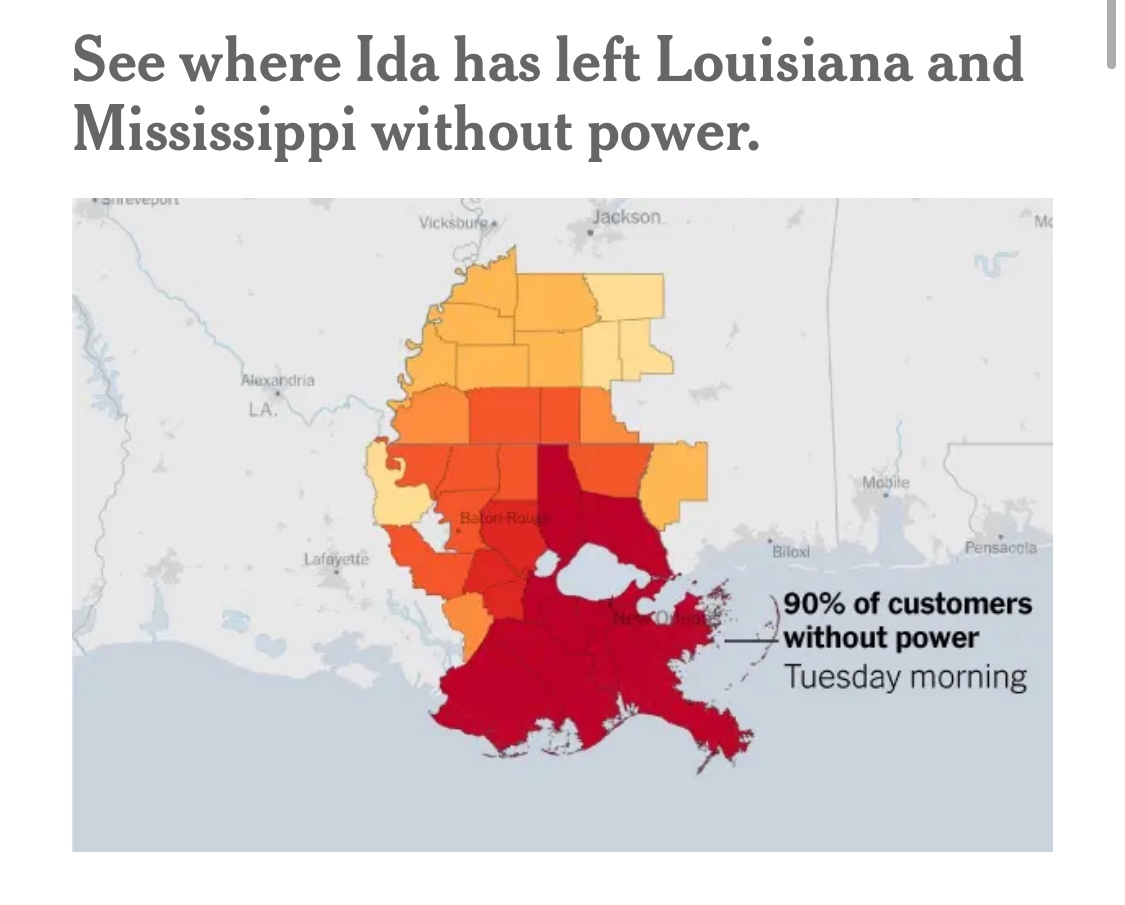 See where Ida has left Louisiana and
Mississippi without power.
Shreveport
Vicksburg
Jackson
Alexandria
LA.
Baton Rouge
Lafayette
Mobile
Biloxi
Pensacola
New Orleans
90% of customers
without power
Tuesday morning